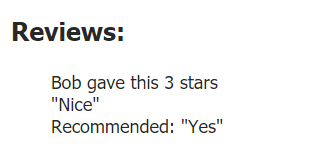 Reviews:
Bob gave this 3 stars
"Nice"
Recommended: "Yes"